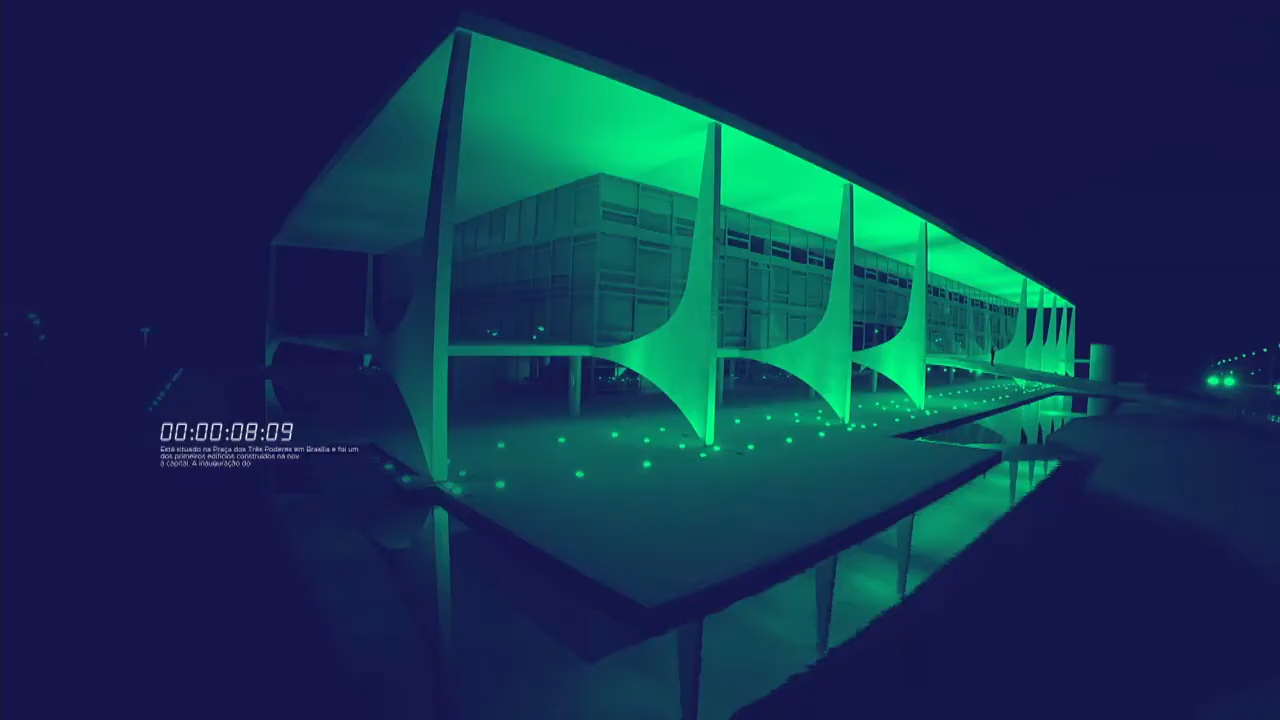 00:00:08:09
Está situado na Praça dos Três Poderes em Brasília e foi um
dos primeiros edifícios construídos na nov
a capital. A inauguração do